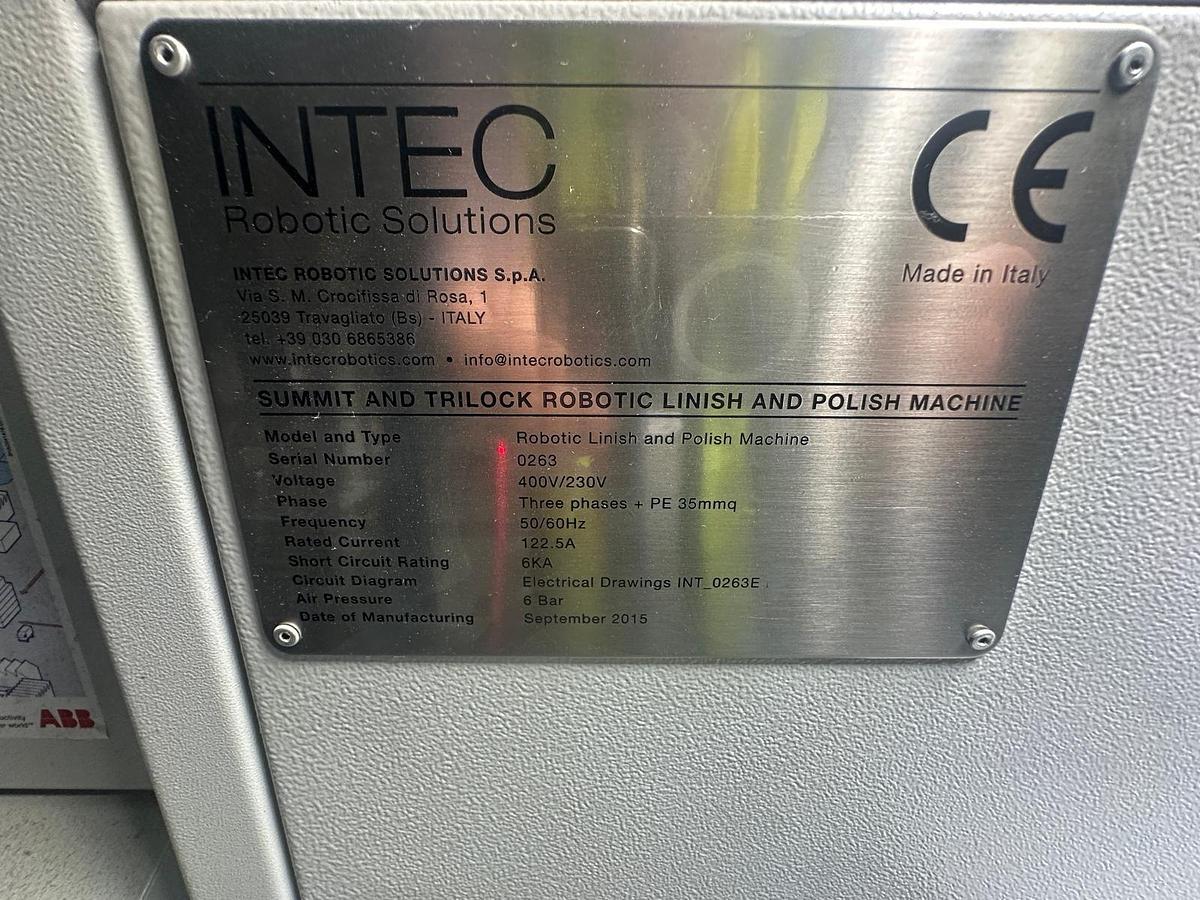 INTEC
Robotic Solutions
CE
Made in Italy
INTEC ROBOTIC SOLUTIONS S.p.A.
Via S. M. Crocifissa di Rosa, 1
25039 Travagliato (Bs) - ITALY
tel. +39 030 6865386
www.intecrobotics.com • info@intecrobotics.com
SUMMIT AND TRILOCK ROBOTIC LINISH AND POLISH MACHINE
Model and Type Robotic Linish and Polish Machine
Serial Number 0263
Voltage 400V/230V
Phase Three phases + PE 35mmq
Frequency 50/60Hz
Rated Current 122.5A
Short Circuit Rating 6KA
Circuit Diagram Electrical Drawings INT_0263E
Air Pressure 6 Bar
Date of Manufacturing September 2015
ABB